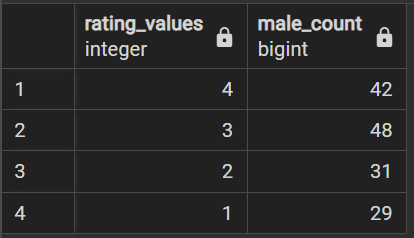 rating_values male_count
integer bigint
1 4 42
2 3 48
3 2 31
4 1 29